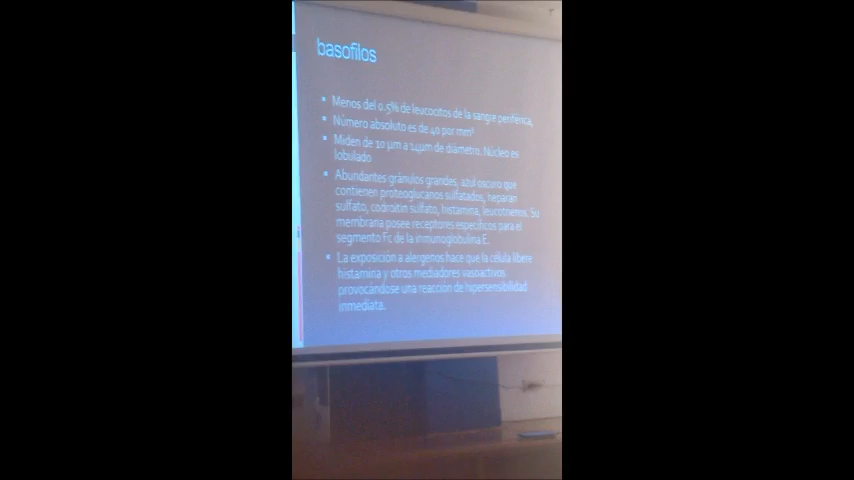 basofilos
▪ Menos del 0.5% de leucocitos de la sangre periférica,
▪ Número absoluto es de 40 por mm³
▪ Miden de 10 µm a 14µm de diámetro. Núcleo es
lobulado
▪ Abundantes gránulos grandes, azul oscuro que
contienen proteoglucanos sulfatados, heparan
sulfato, codroitin sulfato, histamina, leucotrienos. Su
membrana posee receptores específicos para el
segmento Fc de la inmunoglobulina E.
▪ La exposición a alergenos hace que la célula libere
histamina y otros mediadores vasoactivos
provocándose una reacción de hipersensibilidad
inmediata.